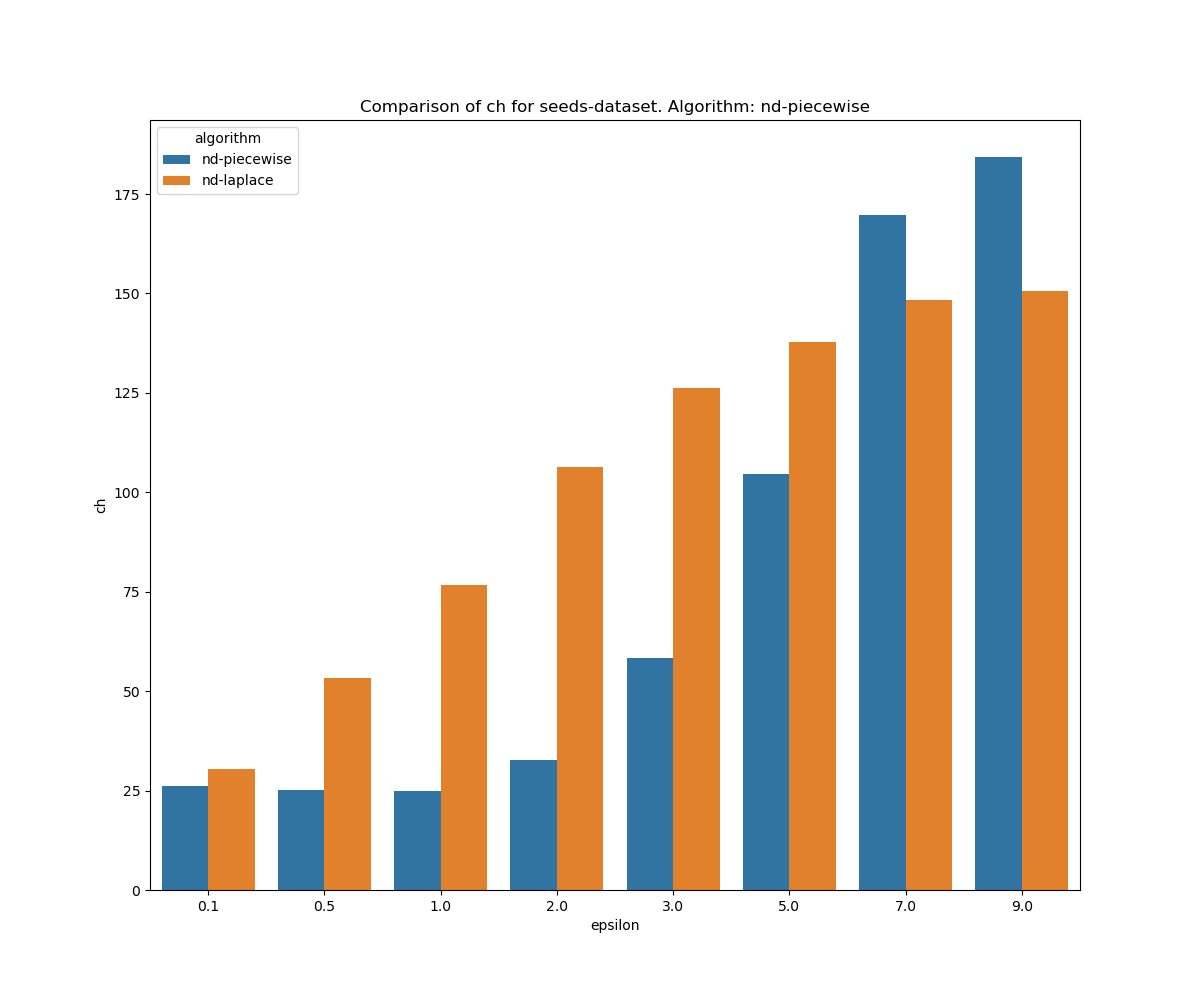 Comparison of ch for seeds-dataset. Algorithm: nd-piecewise
algorithm
nd-piecewise
nd-laplace
175
150
125
100
75
50
25
0
ch
0.1 0.5 1.0 2.0 3.0 5.0 7.0 9.0
epsilon